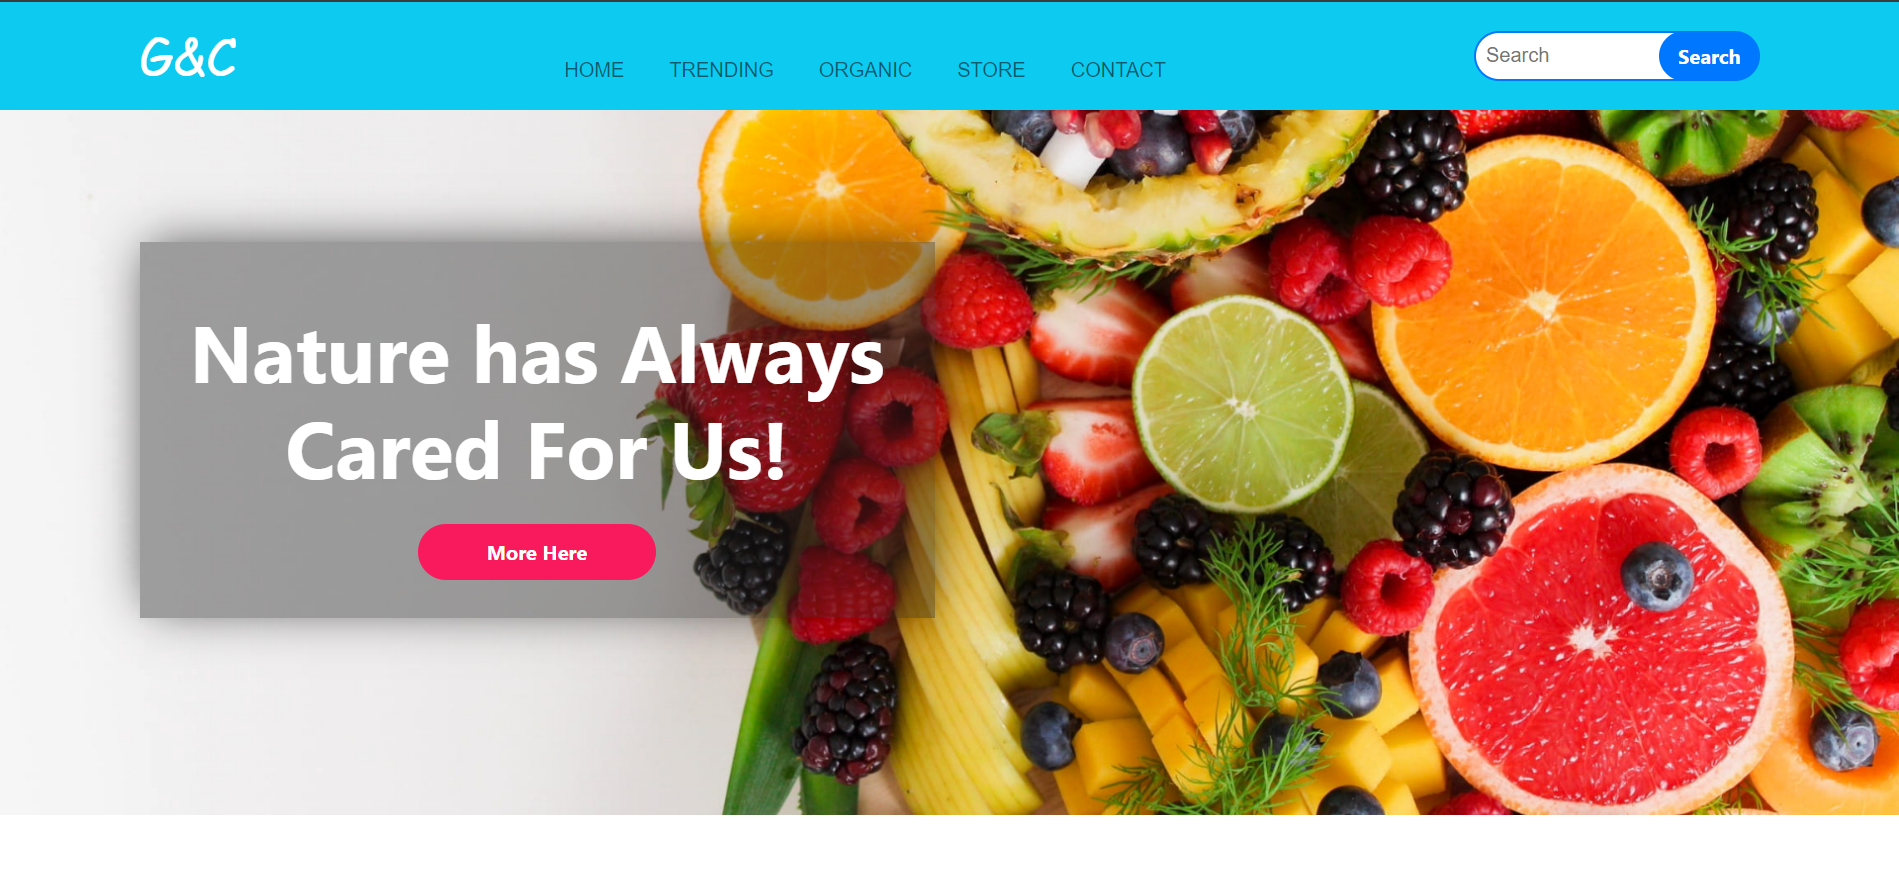 G&C
HOME TRENDING ORGANIC STORE CONTACT
Search Search
Nature has Always
Cared For Us!
More Here